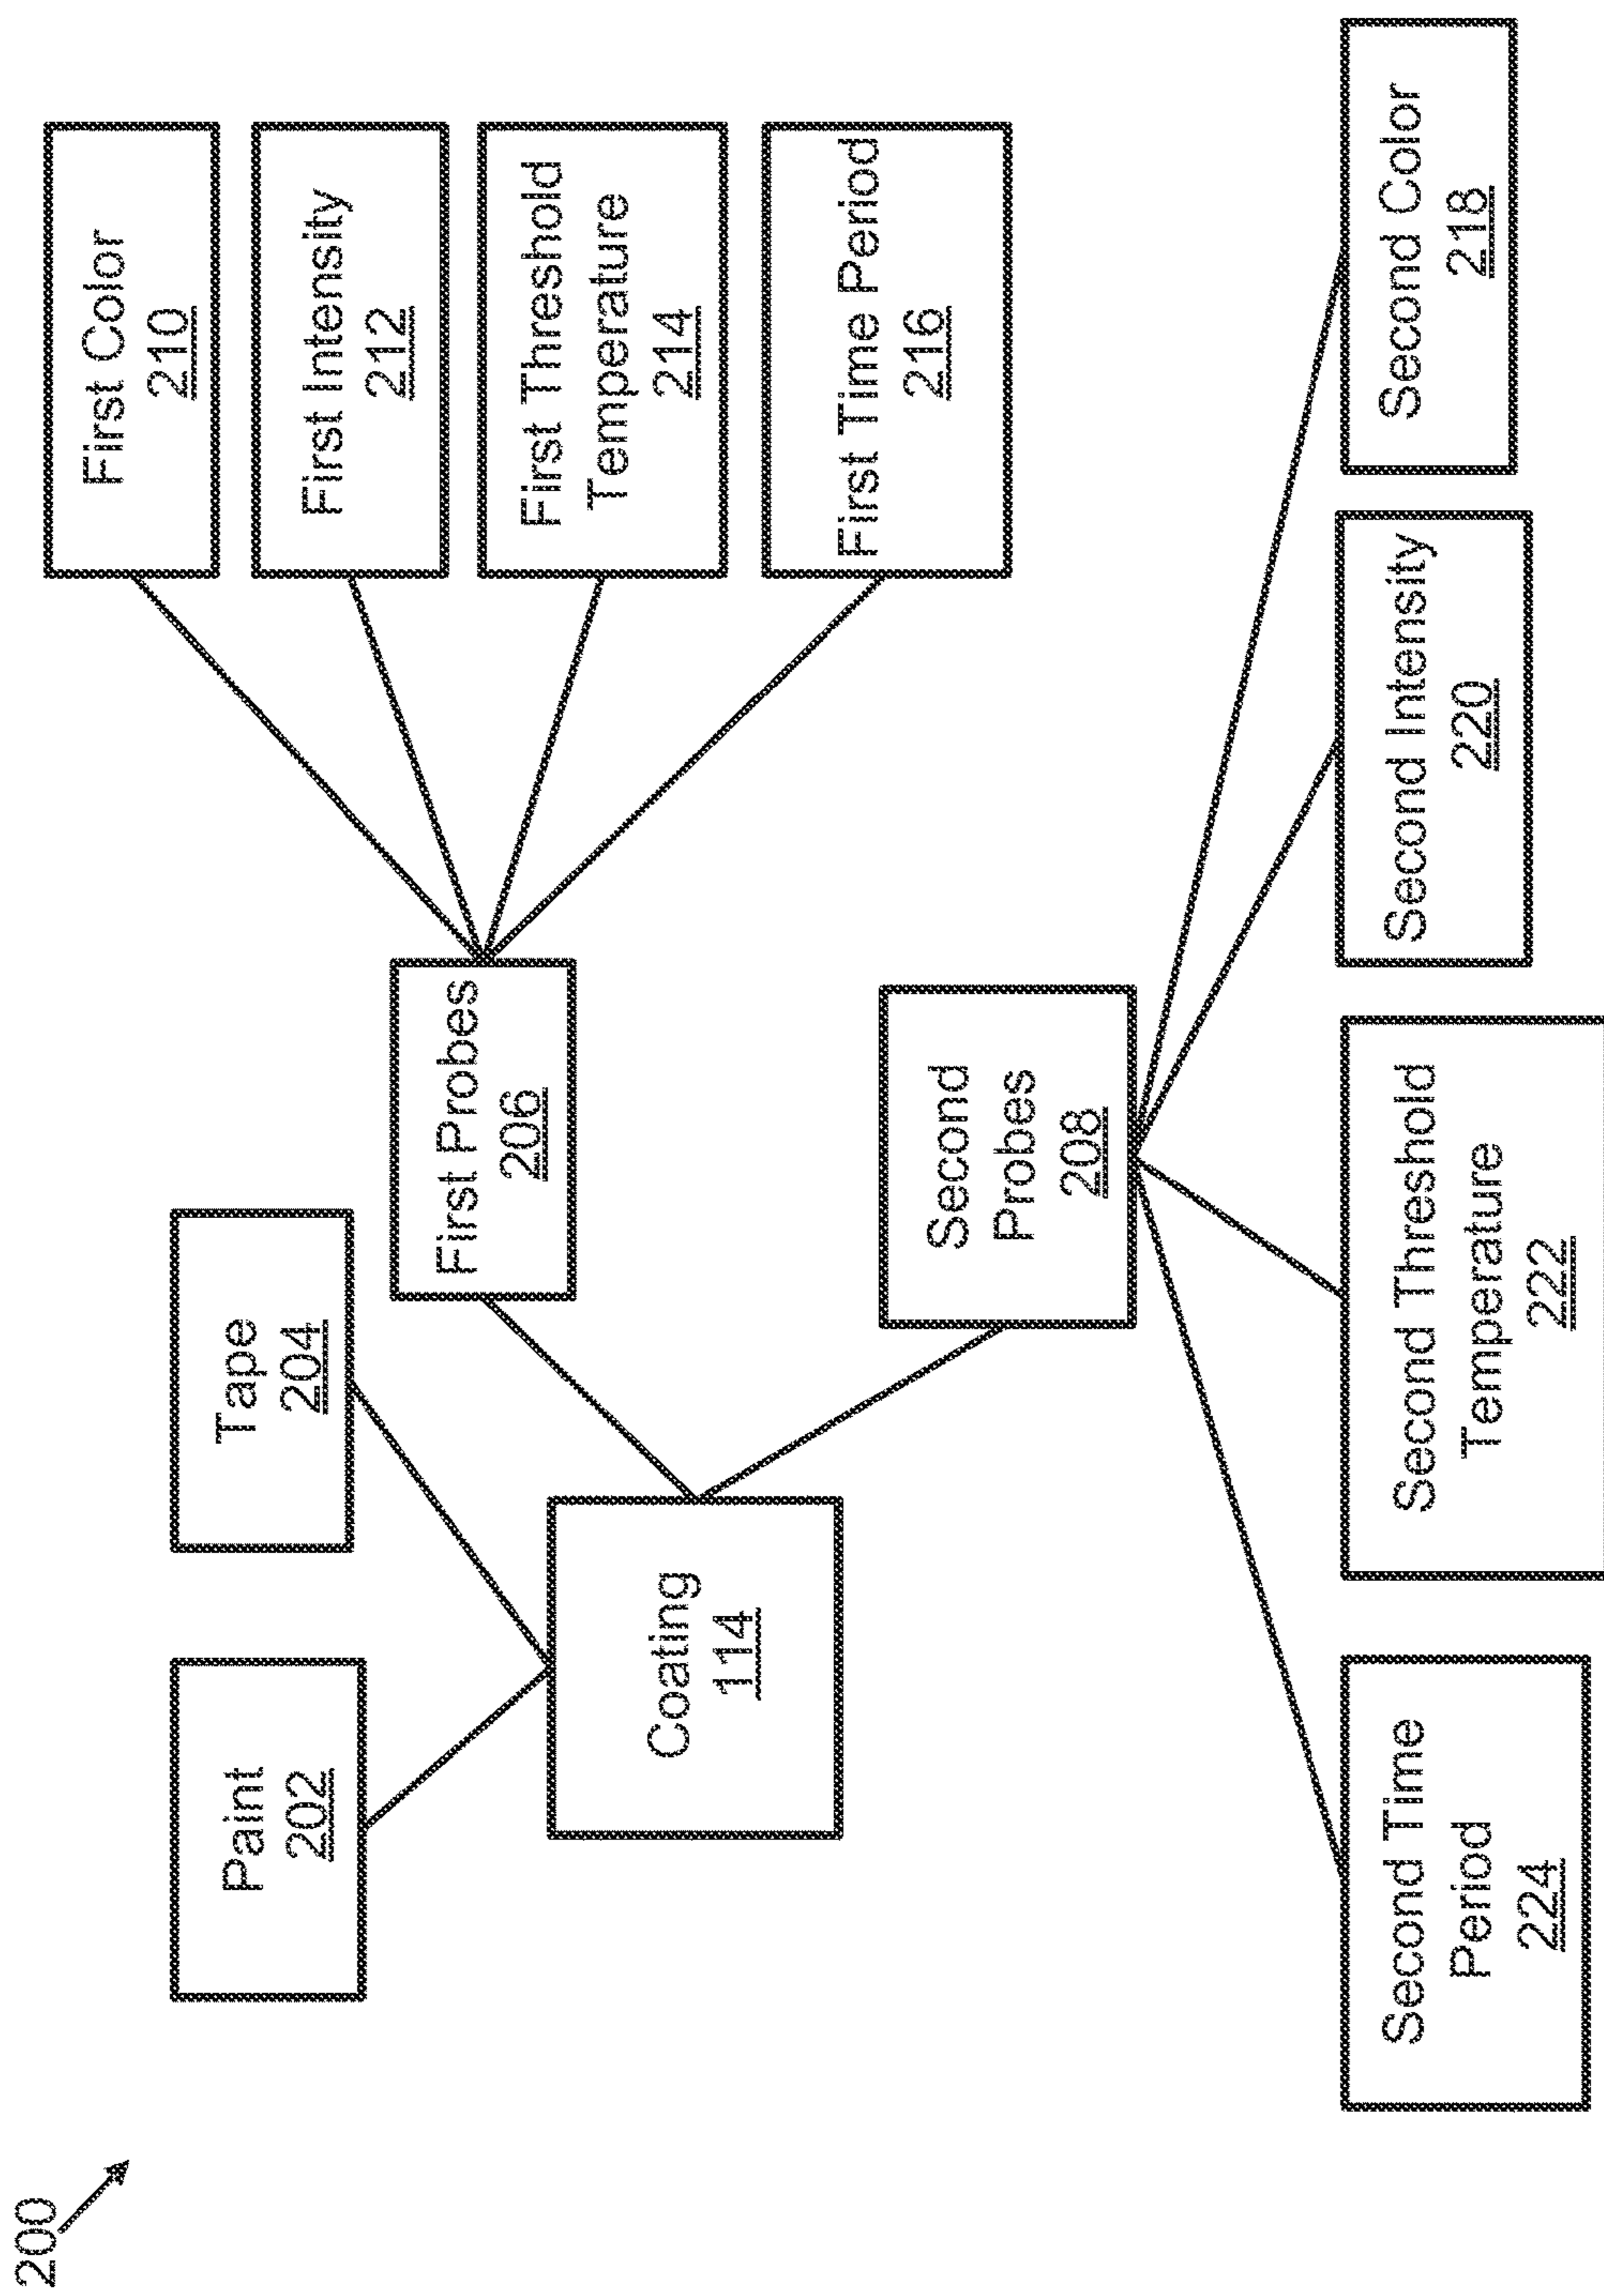 200
Paint
202
Tape
204
Coating
114
First Probes
206
Second
Probes
208
First Color
210
First Intensity
212
First Threshold
Temperature
214
First Time Period
216
Second Time
Period
224
Second Threshold
Temperature
222
Second Intensity
220
Second Color
218